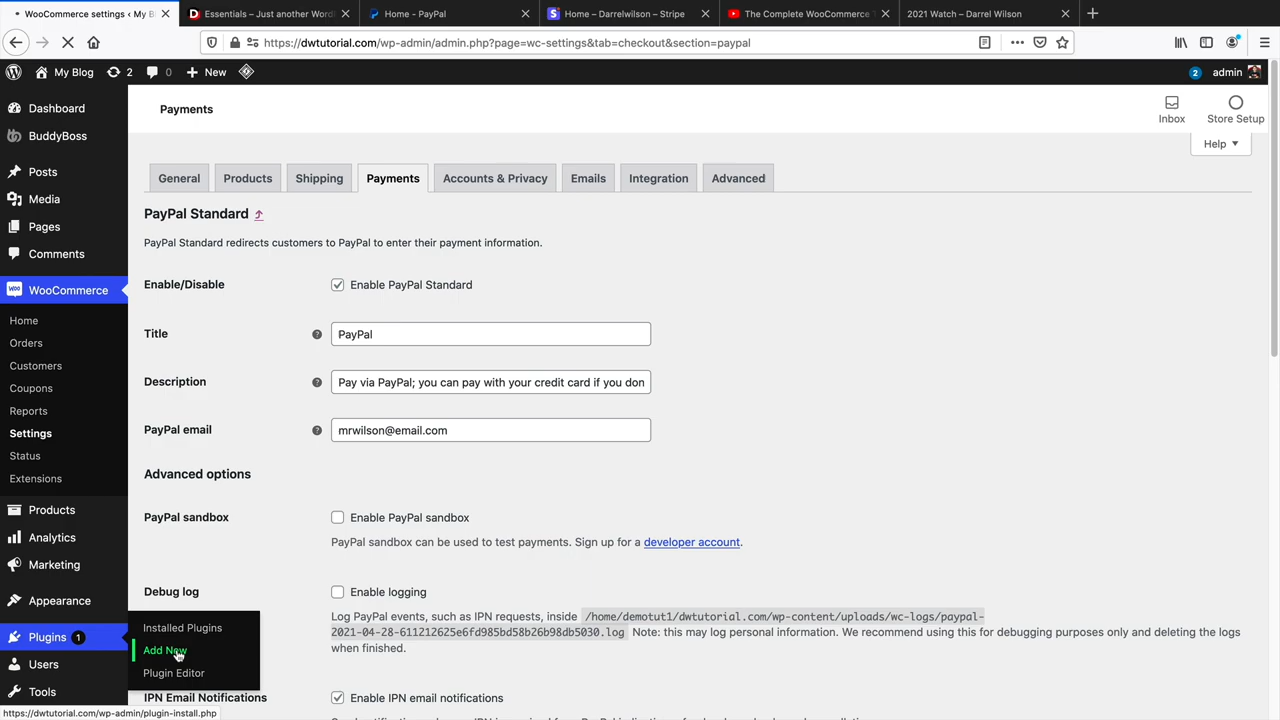 WooCommerce settings ‹ My B
Essentials – Just another Word
Home - PayPal
Home – Darrelwilson – Stripe
The Complete WooCommerce T
2021 Watch – Darrel Wilson
https://dwtutorial.com/wp-admin/admin.php?page=wc-settings&tab=checkout&section=paypal
My Blog
2
0
New
2
admin
Dashboard
BuddyBoss
Posts
Media
Pages
Comments
WooCommerce
Home
Orders
Customers
Coupons
Reports
Settings
Status
Extensions
Products
Analytics
Marketing
Appearance
Plugins 1
Users
Tools
Installed Plugins
Add New
Plugin Editor
https://dwtutorial.com/wp-admin/plugin-install.php
Payments
Inbox
Store Setup
Help
General
Products
Shipping
Payments
Accounts & Privacy
Emails
Integration
Advanced
PayPal Standard
PayPal Standard redirects customers to PayPal to enter their payment information.
Enable/Disable
Enable PayPal Standard
Title
PayPal
Description
Pay via PayPal; you can pay with your credit card if you don
PayPal email
mrwilson@email.com
Advanced options
PayPal sandbox
Enable PayPal sandbox
PayPal sandbox can be used to test payments. Sign up for a developer account.
Debug log
Enable logging
Log PayPal events, such as IPN requests, inside /home/demotut1/dwtutorial.com/wp-content/uploads/wc-logs/paypal-
2021-04-28-611212625e6fd985bd58b26b98db5030.log Note: this may log personal information. We recommend using this for debugging purposes only and deleting the logs
when finished.
IPN Email Notifications
Enable IPN email notifications